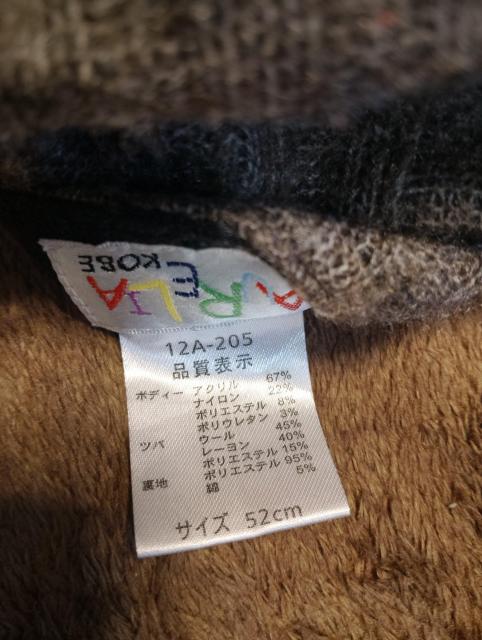 AURELIA
KOBE
12A-205
品質表示
ボディー アクリル 67%
ナイロン 22%
ポリエステル 8%
ポリウレタン 3%
ツバ ウール 45%
レーヨン 40%
ポリエステル 15%
裏地 ポリエステル 95%
綿 5%
サイズ 52cm